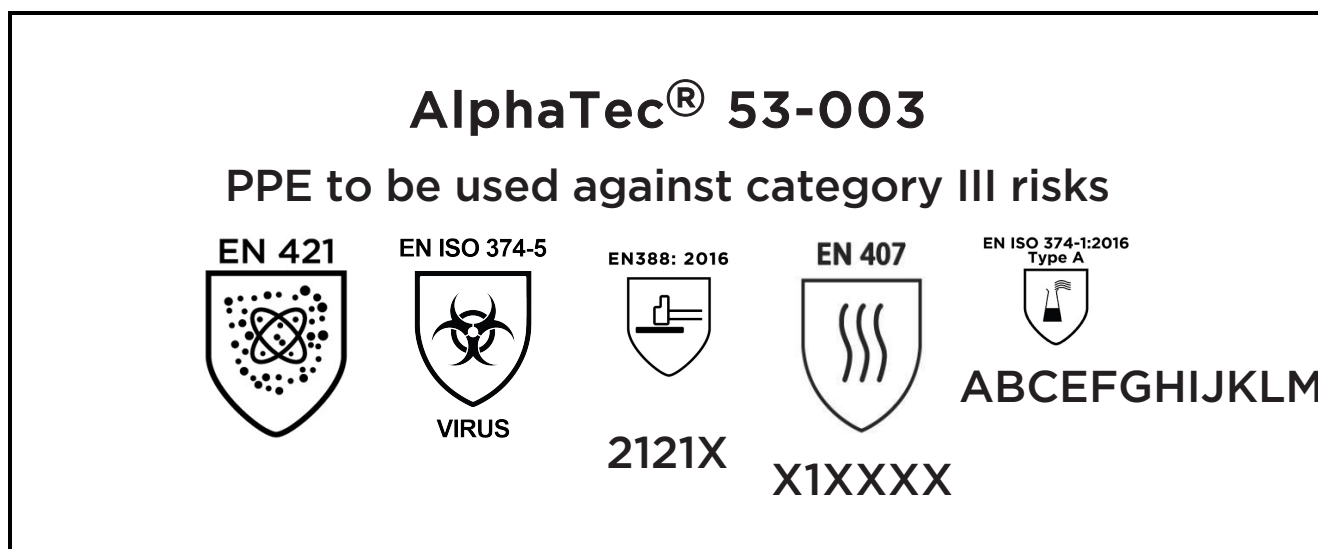 AlphaTec® 53-003
PPE to be used against category III risks
EN 421
EN ISO 374-5
VIRUS
EN388: 2016
2121X
EN 407
X1XXXX
EN ISO 374-1:2016
Type A
ABCEFGHIJKLM